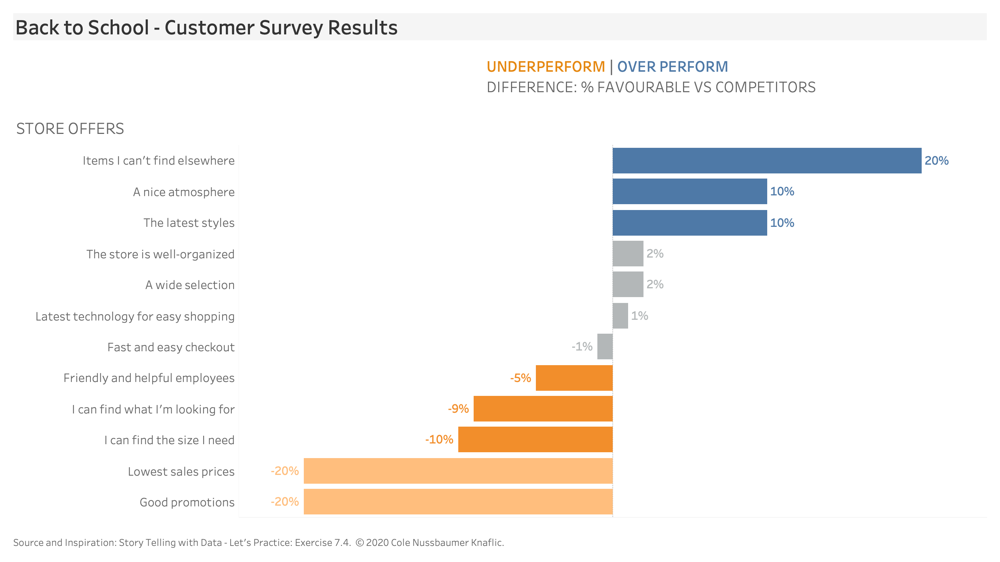 Back to School - Customer Survey Results
UNDERPERFORM | OVER PERFORM
DIFFERENCE: % FAVOURABLE VS COMPETITORS
STORE OFFERS
Items I can’t find elsewhere 20%
A nice atmosphere 10%
The latest styles 10%
The store is well-organized 2%
A wide selection 2%
Latest technology for easy shopping 1%
Fast and easy checkout -1%
Friendly and helpful employees -5%
I can find what I’m looking for -9%
I can find the size I need -10%
Lowest sales prices -20%
Good promotions -20%
Source and Inspiration: Story Telling with Data - Let’s Practice: Exercise 7.4. © 2020 Cole Nussbaumer Knaflic.